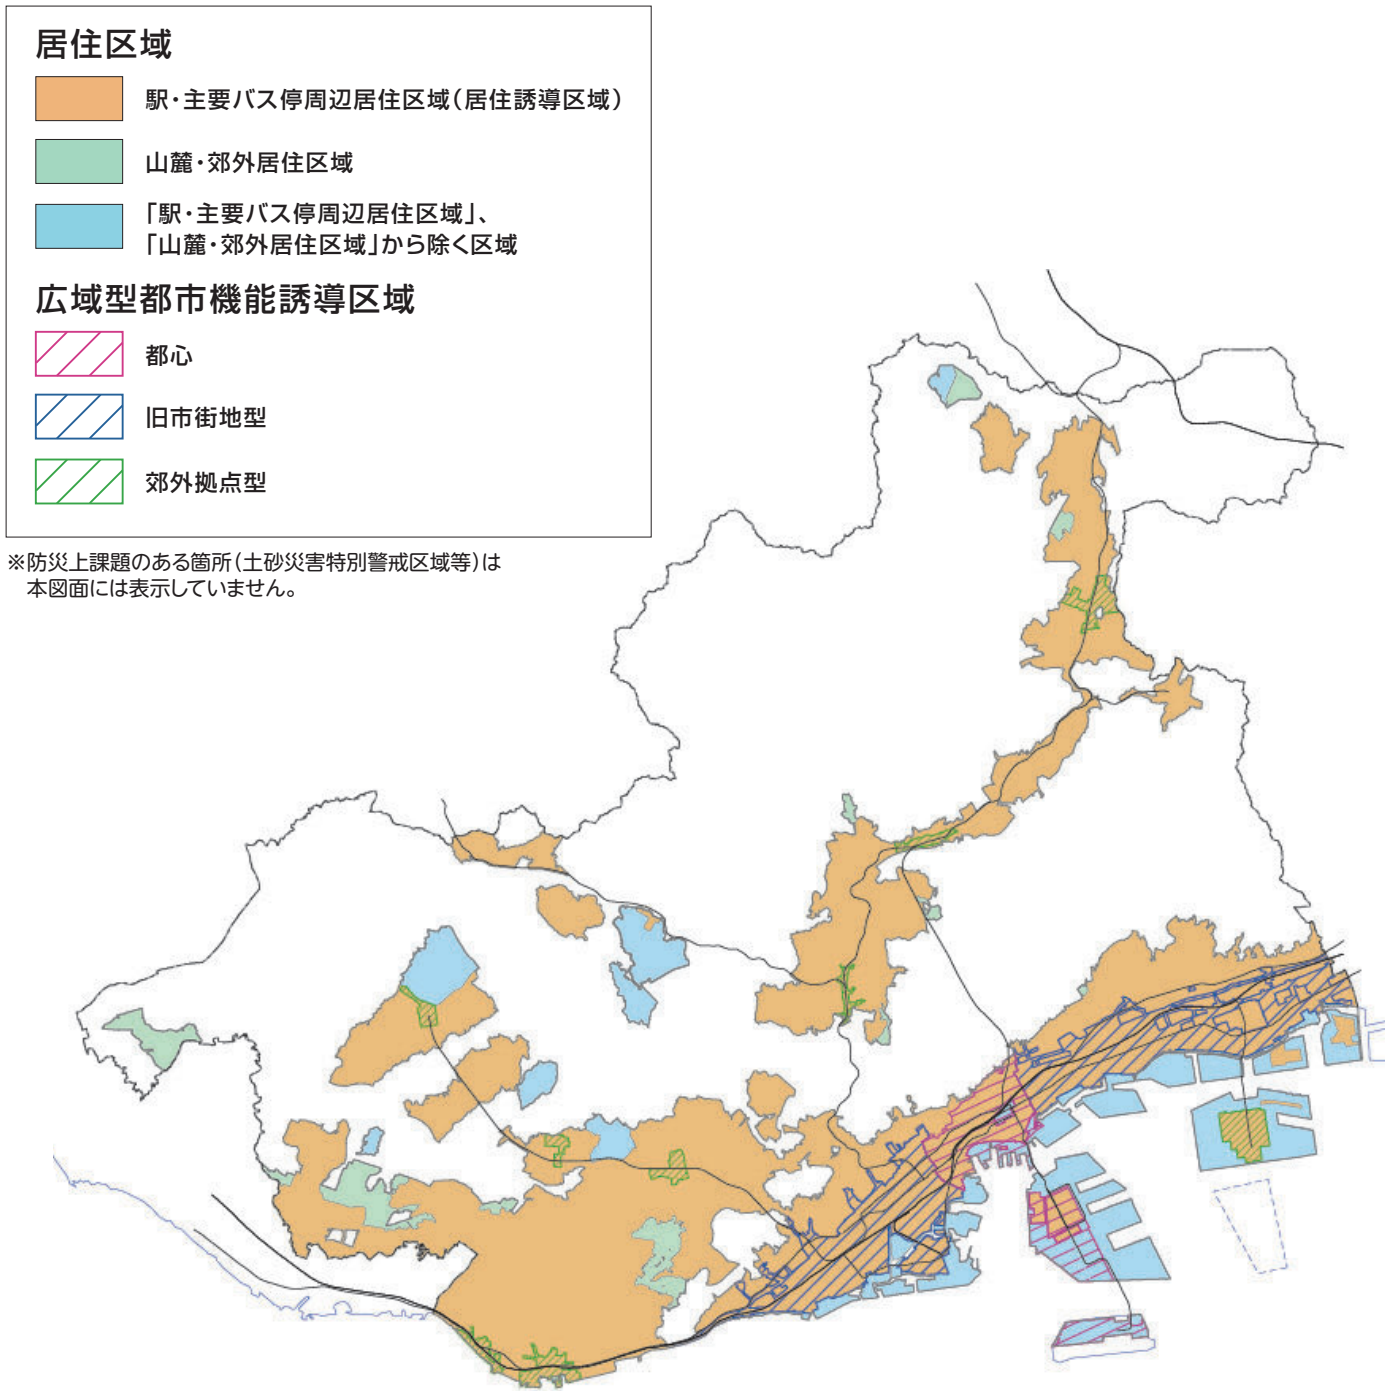 居住区域
駅・主要バス停周辺居住区域(居住誘導区域)
山麓・郊外居住区域
「駅・主要バス停周辺居住区域」、
「山麓・郊外居住区域」から除く区域
広域型都市機能誘導区域
都心
旧市街地型
郊外拠点型
※防災上課題のある箇所(土砂災害特別警戒区域等)は
本図面には表示していません。